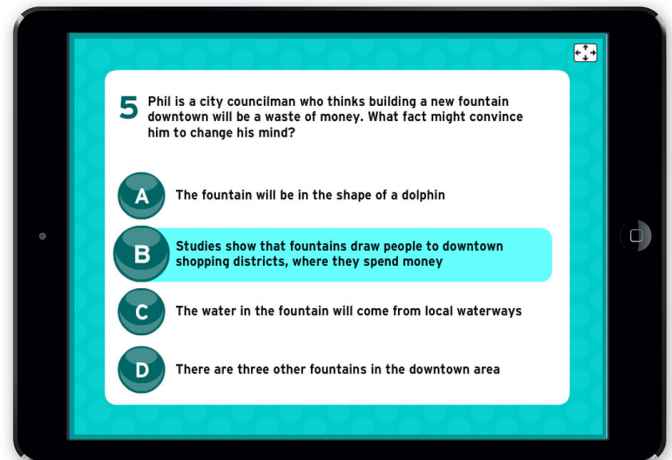 5 Phil is a city councilman who thinks building a new fountain
downtown will be a waste of money. What fact might convince
him to change his mind?
A The fountain will be in the shape of a dolphin
B Studies show that fountains draw people to downtown
shopping districts, where they spend money
C The water in the fountain will come from local waterways
D There are three other fountains in the downtown area